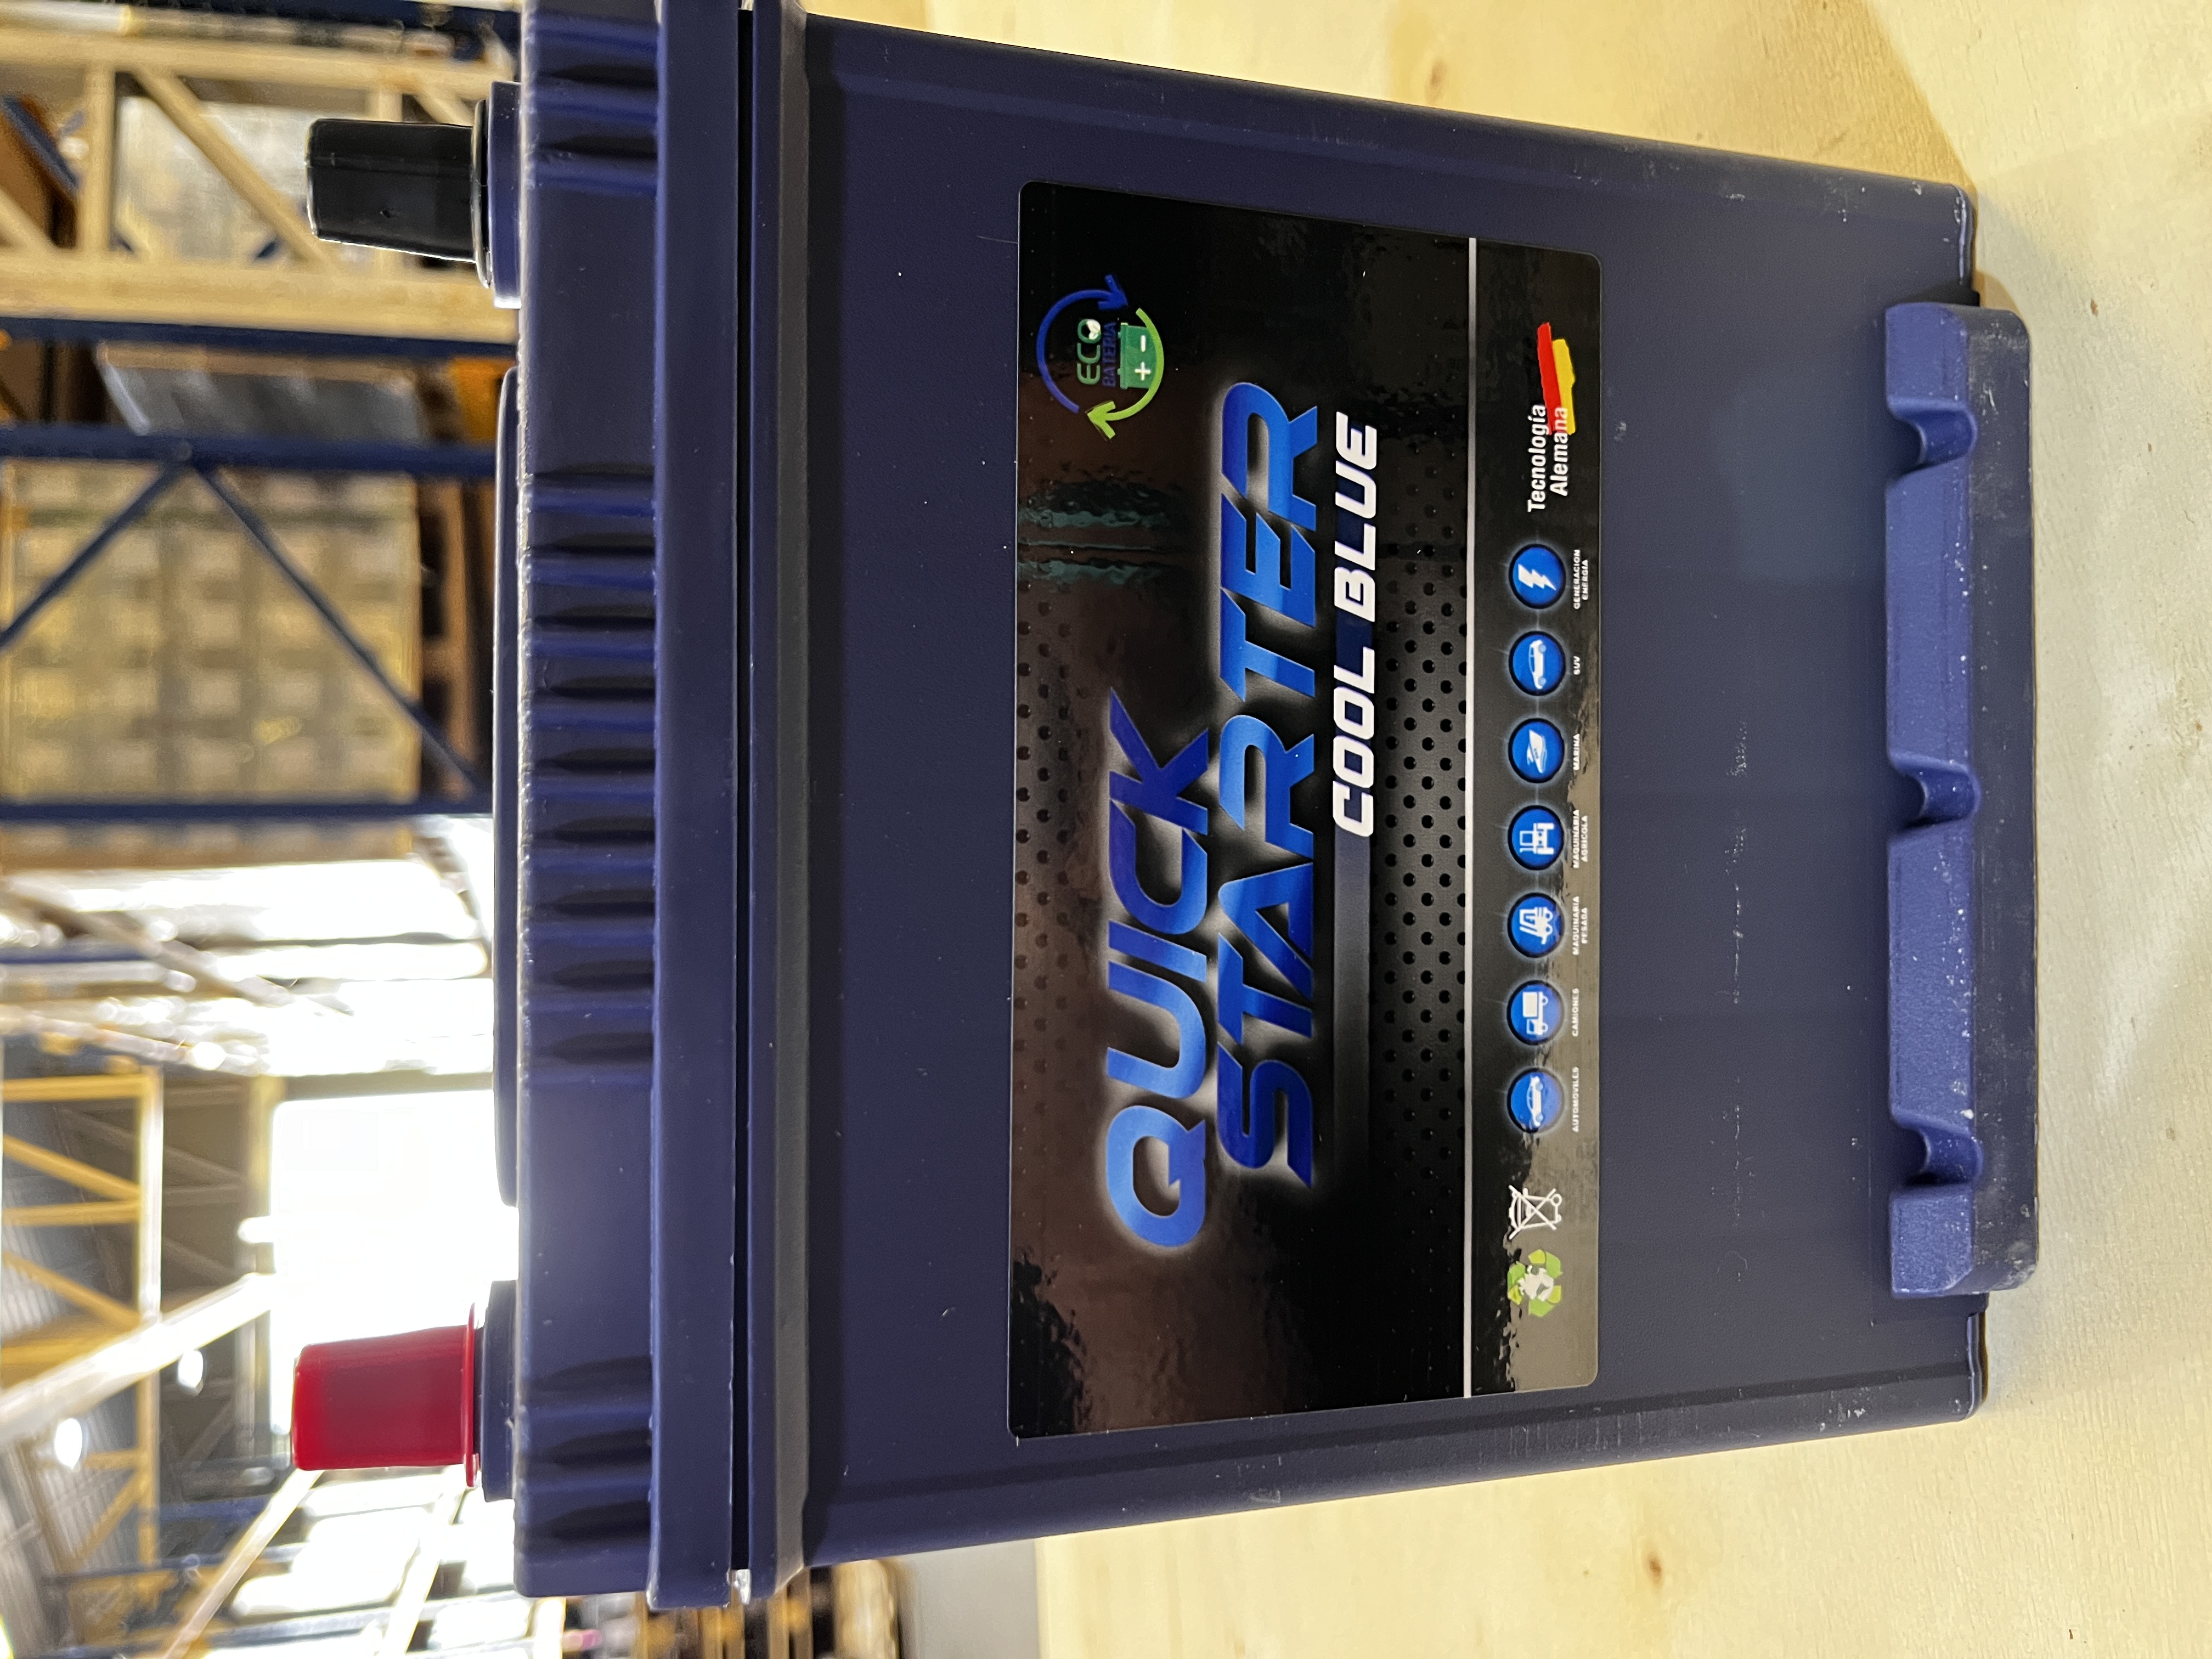 ECO
BATERIA
+ -
QUICK
STARTER
COOL BLUE
AUTOMOVILES
CAMIONES
MAQUINARIA
PESADA
MAQUINARIA
AGRICOLA
MARINA
SUV
GENERACION
ENERGIA
Tecnología
Alemana